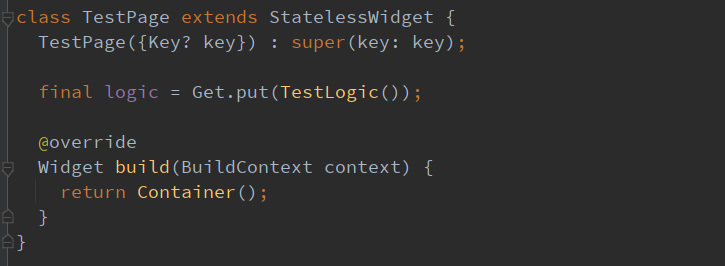 class TestPage extends StatelessWidget {
TestPage({Key? key}) : super(key: key);
final logic = Get.put(TestLogic());
@override
Widget build(BuildContext context) {
return Container();
}
}